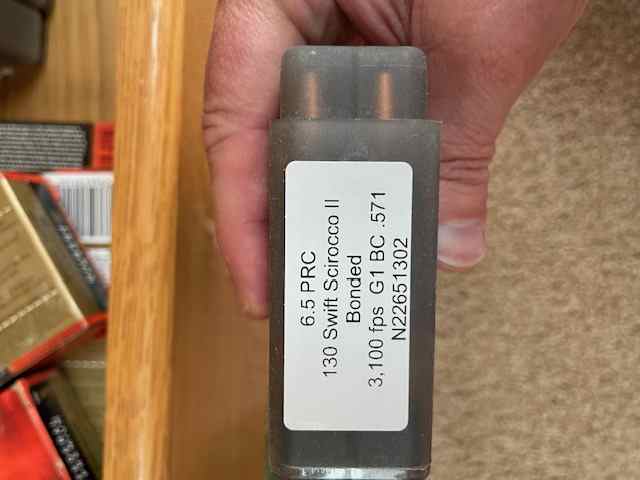 6.5 PRC
130 Swift Scirocco II
Bonded
3,100 fps G1 BC .571
N22651302